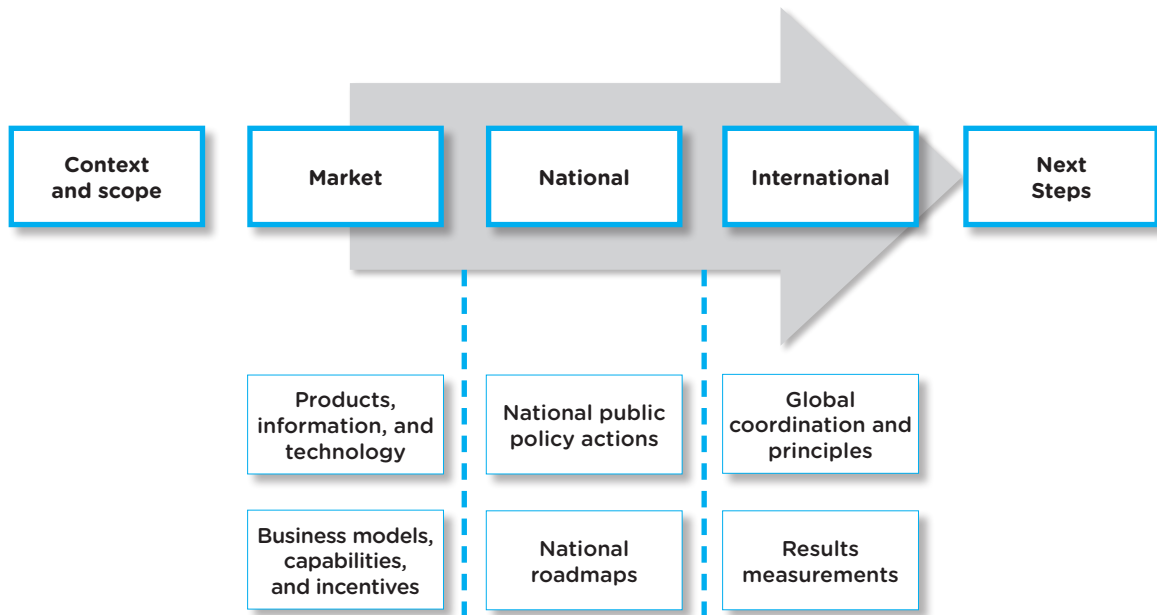 Context
and scope
Market
National
International
Next
Steps
Products,
information, and
technology
National public
policy actions
Global
coordination and
principles
Business models,
capabilities,
and incentives
National
roadmaps
Results
measurements